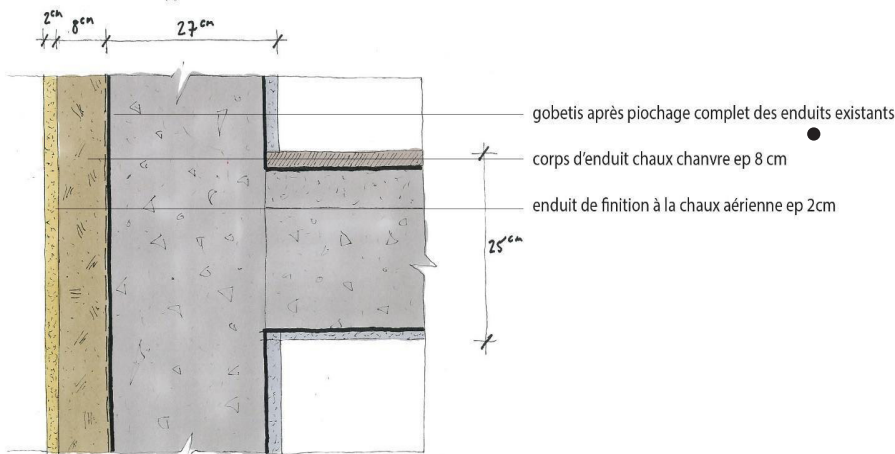 2cm 8cm 27cm
gobetis après piochage complet des enduits existants
corps d’enduit chaux chanvre ep 8 cm
enduit de finition à la chaux aérienne ep 2cm
25cm